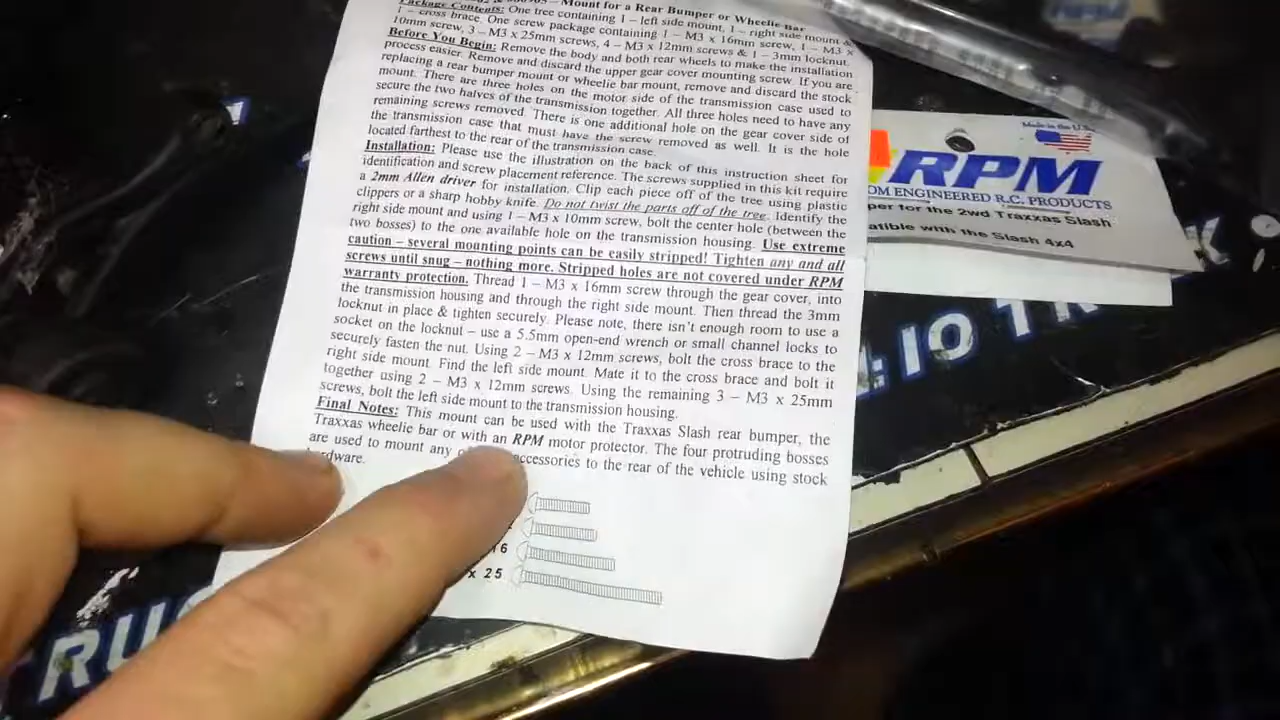 – Mount for a Rear Bumper or Wheelie Bar
Package Contents: One tree containing 1 – left side mount, 1 – right side mount &
1 – cross brace. One screw package containing 1 – M3 x 16mm screw, 1 – M3 x
10mm screw, 3 – M3 x 25mm screws, 4 – M3 x 12mm screws & 1 – 3mm locknut.
Before You Begin: Remove the body and both rear wheels to make the installation
process easier. Remove and discard the upper gear cover mounting screw. If you are
replacing a rear bumper mount or wheelie bar mount, remove and discard the stock
mount. There are three holes on the motor side of the transmission case used to
secure the two halves of the transmission together. All three holes need to have any
remaining screws removed. There is one additional hole on the gear cover side of
the transmission case that must have the screw removed as well. It is the hole
located farthest to the rear of the transmission case.
Installation: Please use the illustration on the back of this instruction sheet for
identification and screw placement reference. The screws supplied in this kit require
a 2mm Allen driver for installation. Clip each piece off of the tree using plastic
clippers or a sharp hobby knife. Do not twist the parts off of the tree. Identify the
right side mount and using 1 – M3 x 10mm screw, bolt the center hole (between the
two bosses) to the one available hole on the transmission housing. Use extreme
caution – several mounting points can be easily stripped! Tighten any and all
screws until snug – nothing more. Stripped holes are not covered under RPM
warranty protection. Thread 1 – M3 x 16mm screw through the gear cover, into
the transmission housing and through the right side mount. Then thread the 3mm
locknut in place & tighten securely. Please note, there isn't enough room to use a
socket on the locknut – use a 5.5mm open-end wrench or small channel locks to
securely fasten the nut. Using 2 – M3 x 12mm screws, bolt the cross brace to the
right side mount. Find the left side mount. Mate it to the cross brace and bolt it
together using 2 – M3 x 12mm screws. Using the remaining 3 – M3 x 25mm
screws, bolt the left side mount to the transmission housing.
Final Notes: This mount can be used with the Traxxas Slash rear bumper, the
Traxxas wheelie bar or with an RPM motor protector. The four protruding bosses
are used to mount any accessories to the rear of the vehicle using stock
rdware.
16
x 25
Made in the U.S.
RPM
OM ENGINEERED R.C. PRODUCTS
per for the 2wd Traxxas Slash
atible with the Slash 4x4
TRU